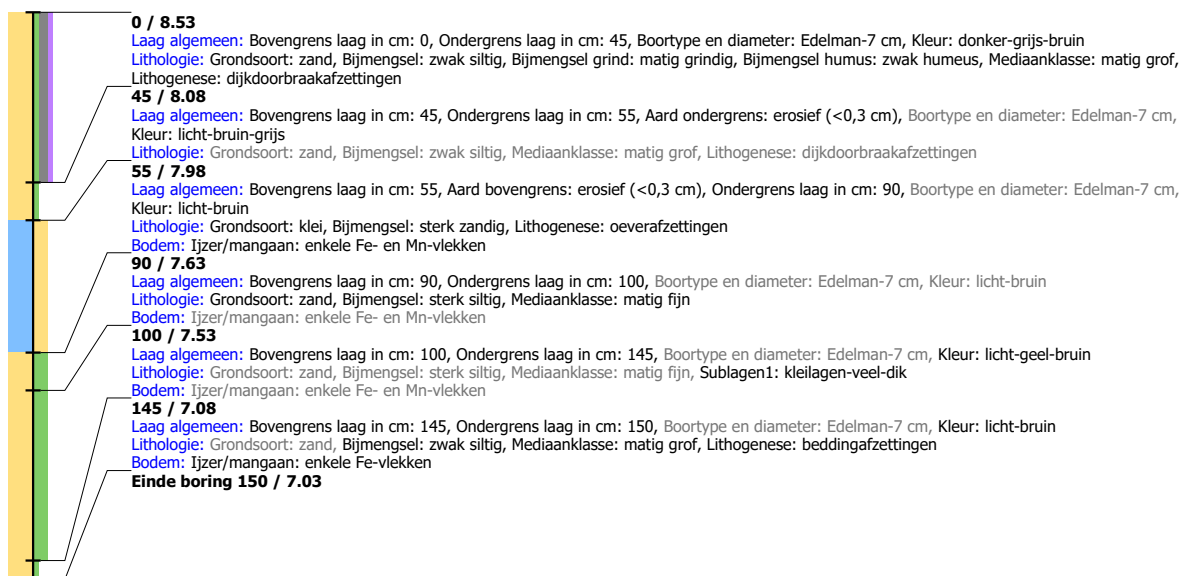 0 / 8.53
Laag algemeen: Bovengrens laag in cm: 0, Ondergrens laag in cm: 45, Boortype en diameter: Edelman-7 cm, Kleur: donker-grijs-bruin
Lithologie: Grondsoort: zand, Bijmengsel: zwak siltig, Bijmengsel grind: matig grindig, Bijmengsel humus: zwak humeus, Mediaanklasse: matig grof,
Lithogenese: dijkdoorbraakafzettingen
45 / 8.08
Laag algemeen: Bovengrens laag in cm: 45, Ondergrens laag in cm: 55, Aard ondergrens: erosief (<0,3 cm), Boortype en diameter: Edelman-7 cm,
Kleur: licht-bruin-grijs
Lithologie: Grondsoort: zand, Bijmengsel: zwak siltig, Mediaanklasse: matig grof, Lithogenese: dijkdoorbraakafzettingen
55 / 7.98
Laag algemeen: Bovengrens laag in cm: 55, Aard bovengrens: erosief (<0,3 cm), Ondergrens laag in cm: 90, Boortype en diameter: Edelman-7 cm,
Kleur: licht-bruin
Lithologie: Grondsoort: klei, Bijmengsel: sterk zandig, Lithogenese: oeverafzettingen
Bodem: Ijzer/mangaan: enkele Fe- en Mn-vlekken
90 / 7.63
Laag algemeen: Bovengrens laag in cm: 90, Ondergrens laag in cm: 100, Boortype en diameter: Edelman-7 cm, Kleur: licht-bruin
Lithologie: Grondsoort: zand, Bijmengsel: sterk siltig, Mediaanklasse: matig fijn
Bodem: Ijzer/mangaan: enkele Fe- en Mn-vlekken
100 / 7.53
Laag algemeen: Bovengrens laag in cm: 100, Ondergrens laag in cm: 145, Boortype en diameter: Edelman-7 cm, Kleur: licht-geel-bruin
Lithologie: Grondsoort: zand, Bijmengsel: sterk siltig, Mediaanklasse: matig fijn, Sublagen1: kleilagen-veel-dik
Bodem: Ijzer/mangaan: enkele Fe- en Mn-vlekken
145 / 7.08
Laag algemeen: Bovengrens laag in cm: 145, Ondergrens laag in cm: 150, Boortype en diameter: Edelman-7 cm, Kleur: licht-bruin
Lithologie: Grondsoort: zand, Bijmengsel: zwak siltig, Mediaanklasse: matig grof, Lithogenese: beddingafzettingen
Bodem: Ijzer/mangaan: enkele Fe-vlekken
Einde boring 150 / 7.03